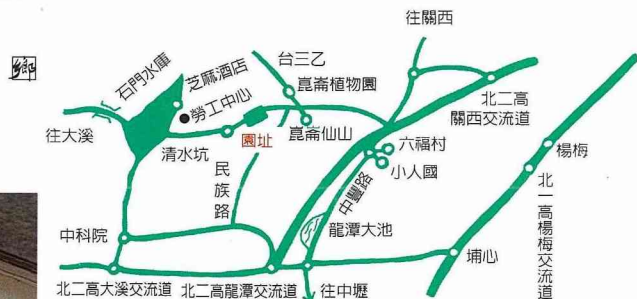 鄉
石門水庫
芝麻酒店
勞工中心
往大溪
清水坑
園址
民族路
台三乙
崑崙植物園
崑崙仙山
往關西
北二高
關西交流道
六福村
小人國
中豐路
龍潭大池
楊梅
北一高楊梅交流道
埔心
中科院
北二高大溪交流道
北二高龍潭交流道
往中壢